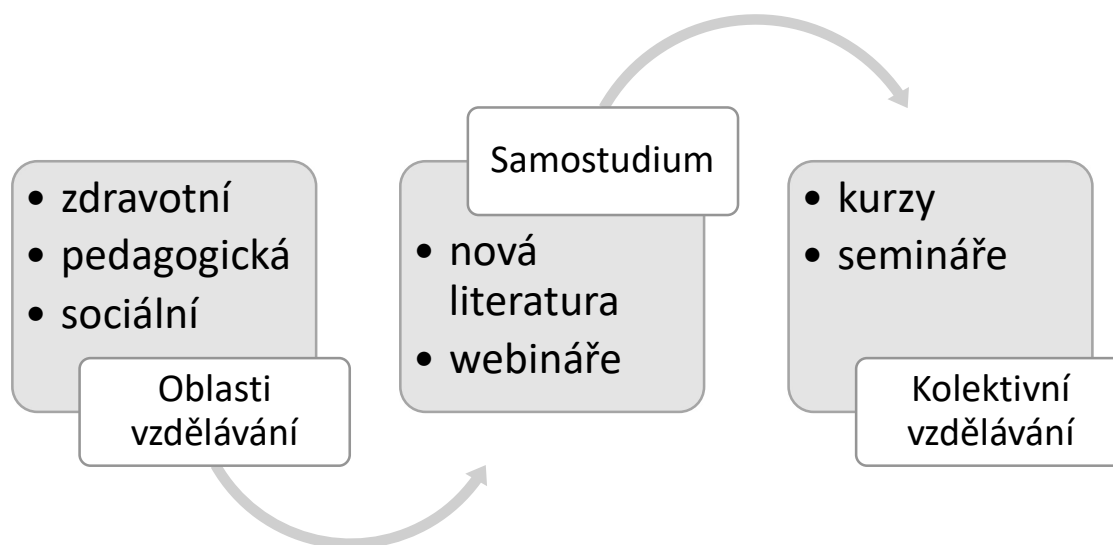 • zdravotní
• pedagogická
• sociální
Oblasti
vzdělávání
Samostudium
• nová
literatura
• webináře
• kurzy
• semináře
Kolektivní
vzdělávání